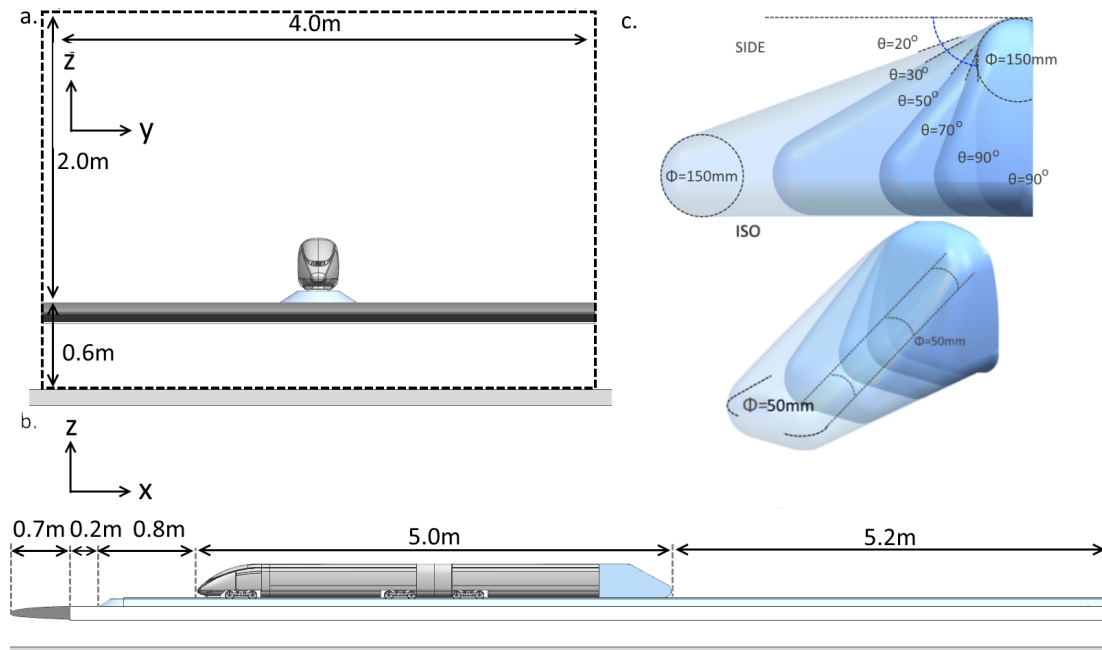 a.
4.0m
z
y
2.0m
0.6m
b.
z
x
0.7m
0.2m
0.8m
5.0m
5.2m
c.
SIDE
θ=20°
Φ=150mm
θ=30°
θ=50°
θ=70°
θ=90°
θ=90°
Φ=150mm
ISO
Φ=50mm
Φ=50mm